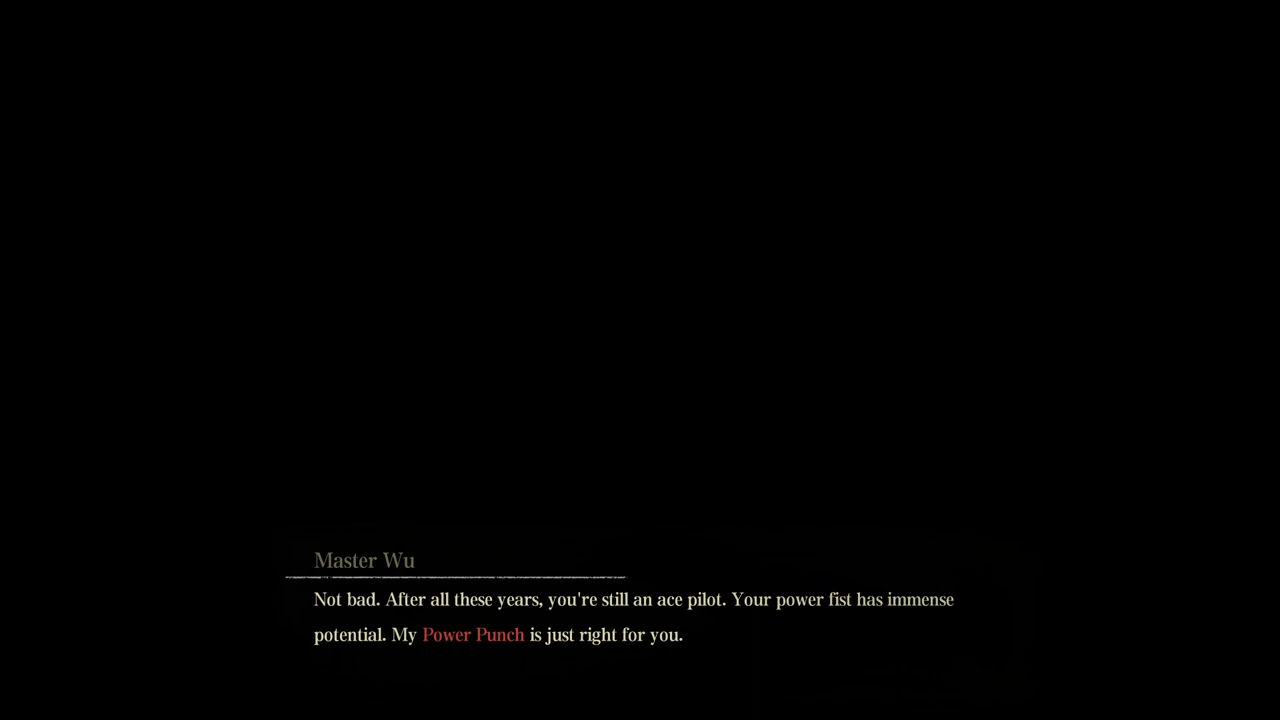 Master Wu
Not bad. After all these years, you're still an ace pilot. Your power fist has immense
potential. My Power Punch is just right for you.